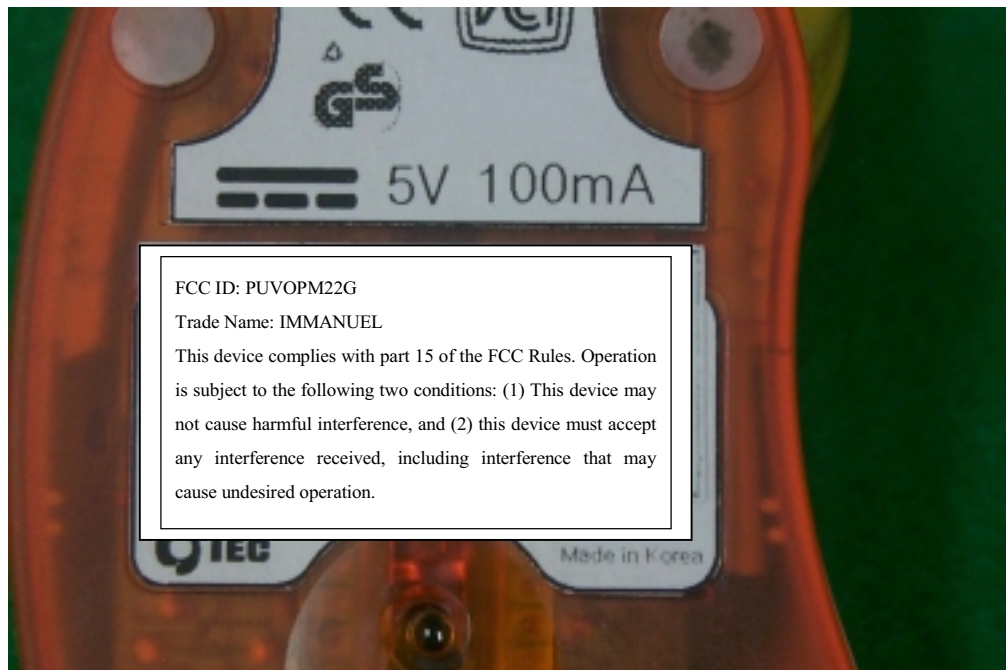 CE
GS
5V 100mA
FCC ID: PUVOPM22G
Trade Name: IMMANUEL
This device complies with part 15 of the FCC Rules. Operation
is subject to the following two conditions: (1) This device may
not cause harmful interference, and (2) this device must accept
any interference received, including interference that may
cause undesired operation.
TEC
Made in Korea